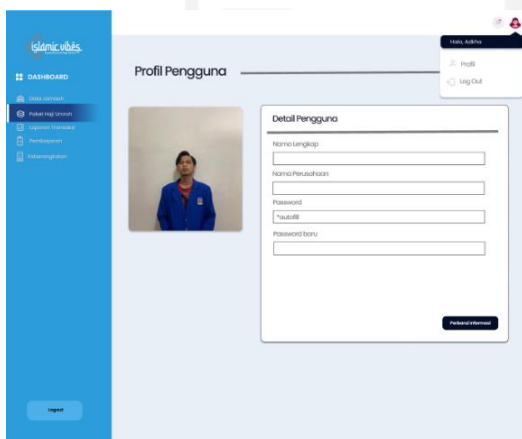 islamic vibes.
Halo, Adkha
Profil
Log Out
DASHBOARD
Data Jamaah
Paket Haji Umroh
Laporan Transaksi
Pembayaran
Keberangkatan
Logout
Profil Pengguna
Detail Pengguna
Nama Lengkap
Nama Perusahaan
Password
*autofill
Password baru
Perbarui Informasi